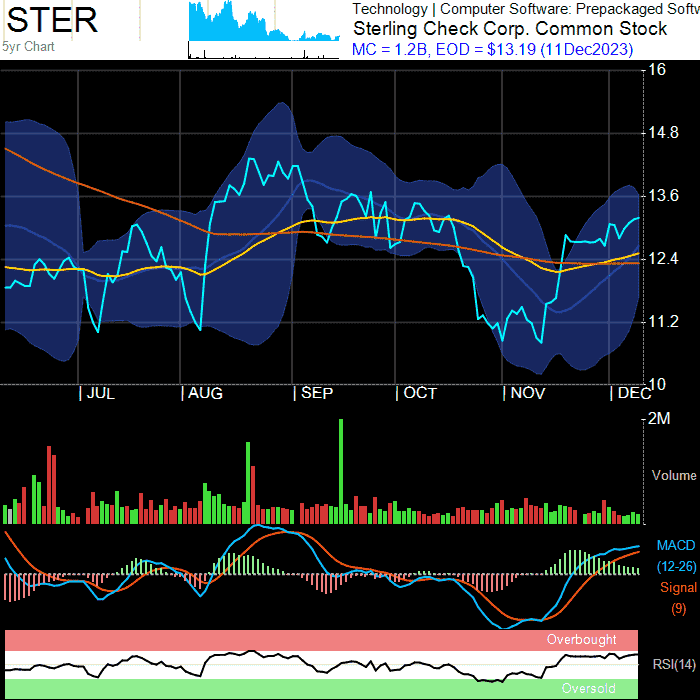 STER
5yr Chart
Technology | Computer Software: Prepackaged Softw
Sterling Check Corp. Common Stock
MC = 1.2B, EOD = $13.19 (11Dec2023)
16
14.8
13.6
12.4
11.2
10
| JUL | AUG | SEP | OCT | NOV | DEC
2M
Volume
MACD
(12-26)
Signal
(9)
Overbought
RSI(14)
Oversold